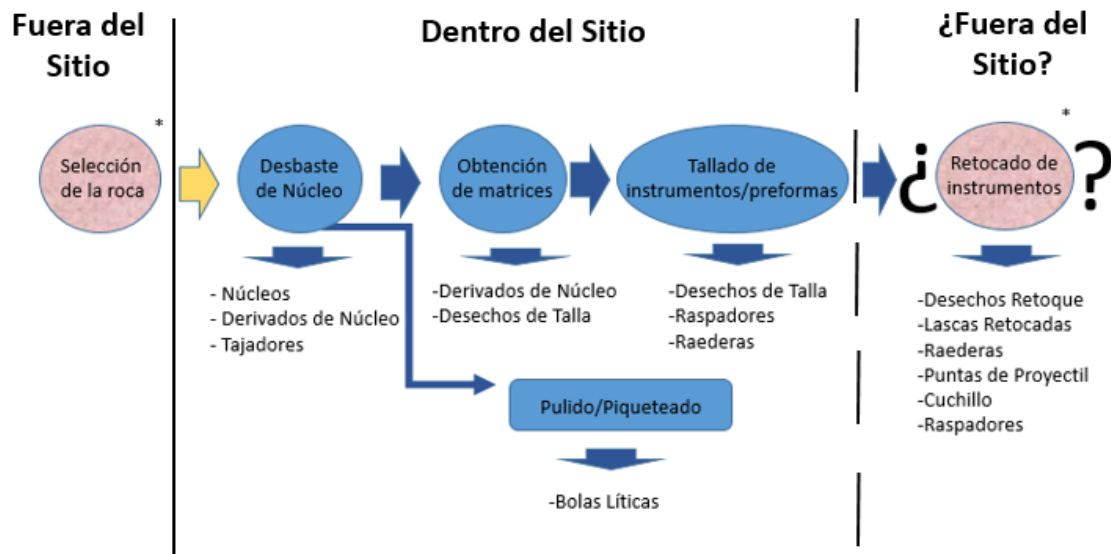 Fuera del
Sitio
Dentro del Sitio
¿Fuera del
Sitio?
*
Selección
de la roca
Desbaste
de Núcleo
Obtención
de matrices
Tallado de
instrumentos/preformas
*
¿
Retocado de
instrumentos
?
- Núcleos
- Derivados de Núcleo
- Tajadores
-Derivados de Núcleo
-Desechos de Talla
-Desechos de Talla
-Raspadores
-Raederas
-Desechos Retoque
-Lascas Retocadas
-Raederas
-Puntas de Proyectil
-Cuchillo
-Raspadores
Pulido/Piqueteado
-Bolas Líticas